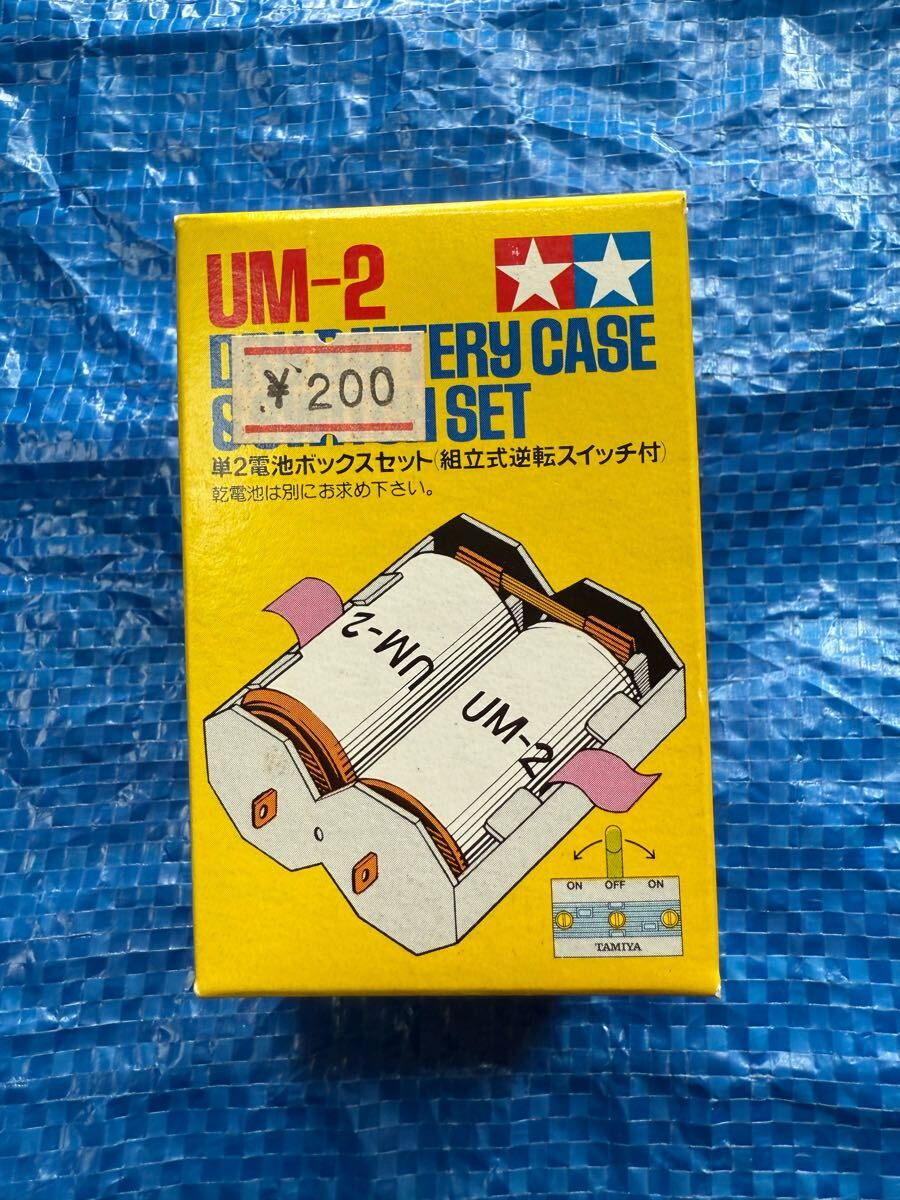 UM-2
ERY CASE
¥200
SET
単2電池ボックスセット(組立式逆転スイッチ付)
乾電池は別にお求め下さい。
UM-2
UM-2
ON OFF ON
TAMIYA